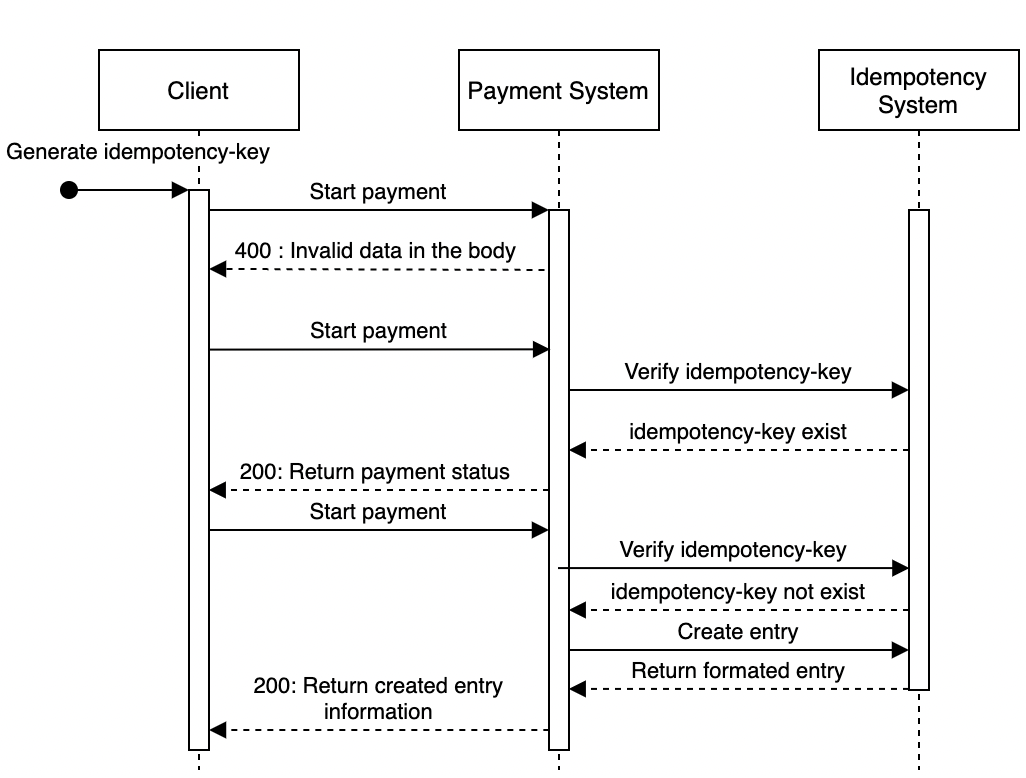 Client
Payment System
Idempotency
System
Generate idempotency-key
Start payment
400 : Invalid data in the body
Start payment
Verify idempotency-key
idempotency-key exist
200: Return payment status
Start payment
Verify idempotency-key
idempotency-key not exist
Create entry
Return formated entry
200: Return created entry
information